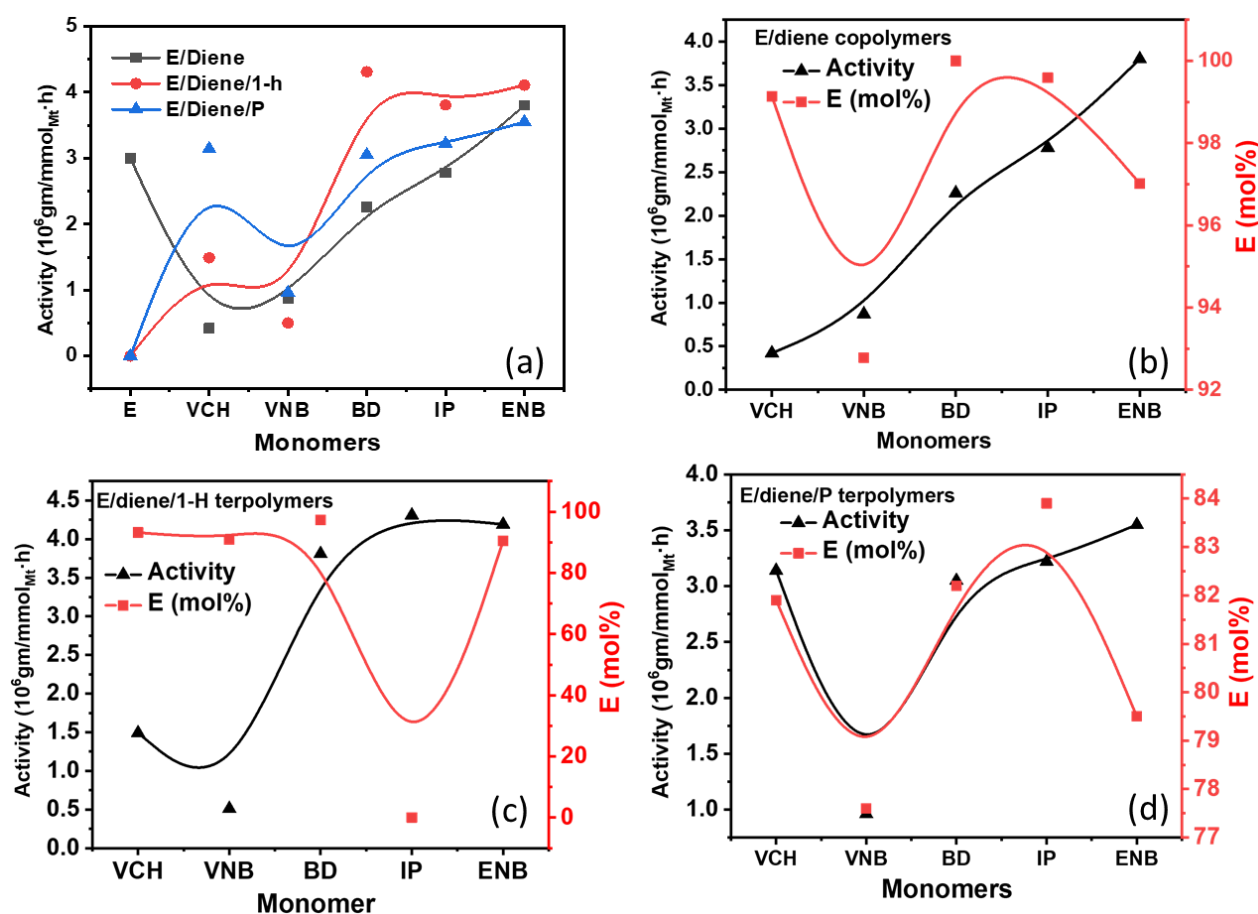 5
4
3
2
1
0
Activity (10⁶gm/mmol_Mt·h)
E/Diene
E/Diene/1-h
E/Diene/P
(a)
E VCH VNB BD IP ENB
Monomers
4.0
3.5
3.0
2.5
2.0
1.5
1.0
0.5
0.0
Activity (10⁶gm/mmol_Mt·h)
E/diene copolymers
Activity
E (mol%)
(b)
100
98
96
94
92
E (mol%)
VCH VNB BD IP ENB
Monomers
4.5
4.0
3.5
3.0
2.5
2.0
1.5
1.0
0.5
0.0
Activity (10⁶gm/mmol_Mt·h)
E/diene/1-H terpolymers
Activity
E (mol%)
(c)
100
80
60
40
20
0
E (mol%)
VCH VNB BD IP ENB
Monomer
4.0
3.5
3.0
2.5
2.0
1.5
1.0
Activity (10⁶gm/mmol_Mt·h)
E/diene/P terpolymers
Activity
E (mol%)
(d)
84
83
82
81
80
79
78
77
E (mol%)
VCH VNB BD IP ENB
Monomers